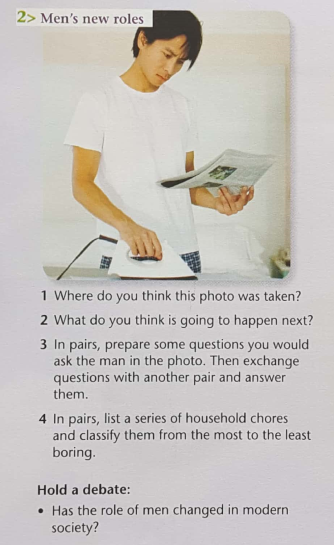 2> Men's new roles
1 Where do you think this photo was taken?
2 What do you think is going to happen next?
3 In pairs, prepare some questions you would
ask the man in the photo. Then exchange
questions with another pair and answer
them.
4 In pairs, list a series of household chores
and classify them from the most to the least
boring.
Hold a debate:
• Has the role of men changed in modern
society?